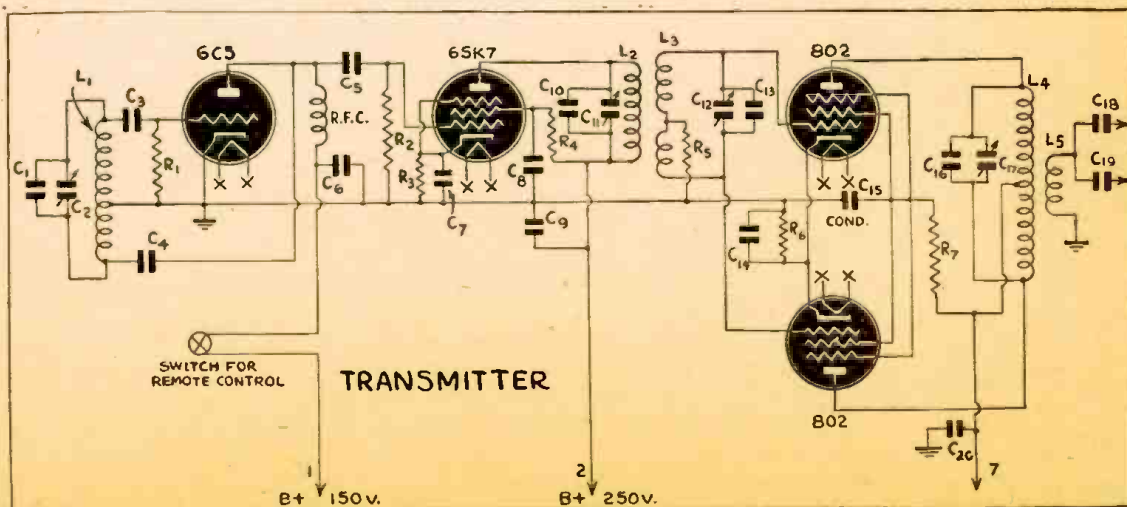 6C5
6SK7
802
L1
C3
C5
L2
L3
L4
C10
C11
C12
C13
C18
R.F.C.
R2
R4
R5
R1
C1
C2
C6
R3
C8
C15
C16
C17
L5
C19
C7
COND.
C4
C9
R6
R7
C14
SWITCH FOR
REMOTE CONTROL
TRANSMITTER
802
C20
1
2
7
B+ 150V.
B+ 250V.